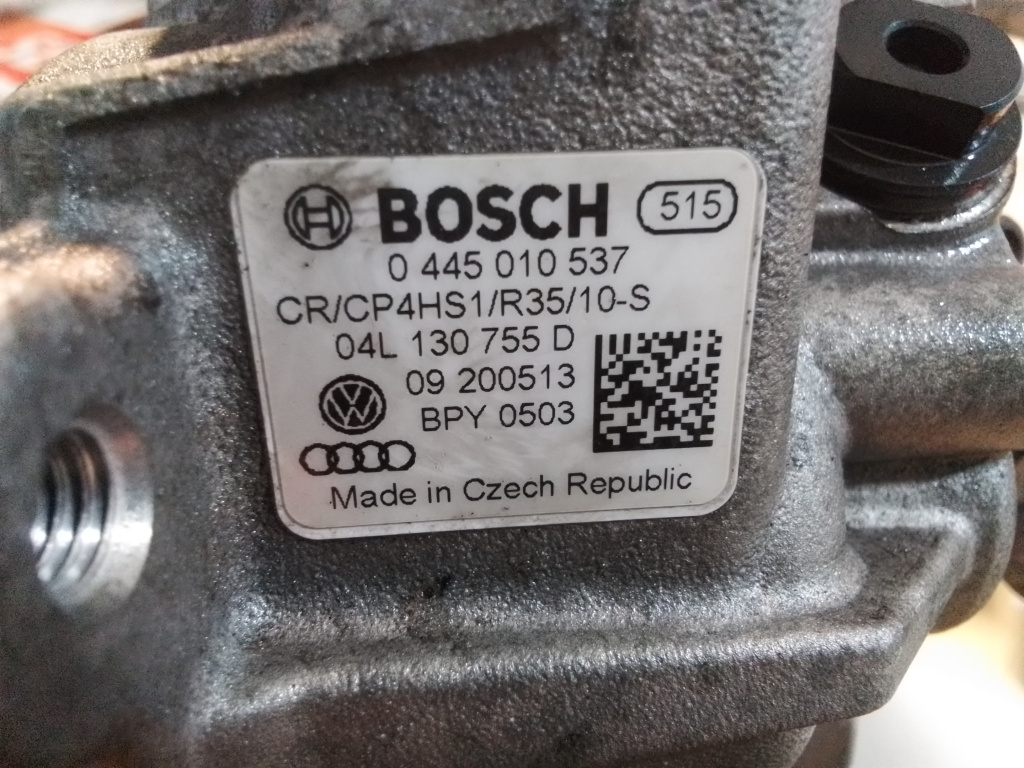 BOSCH 515
0 445 010 537
CR/CP4HS1/R35/10-S
04L 130 755 D
09 200513
BPY 0503
Made in Czech Republic